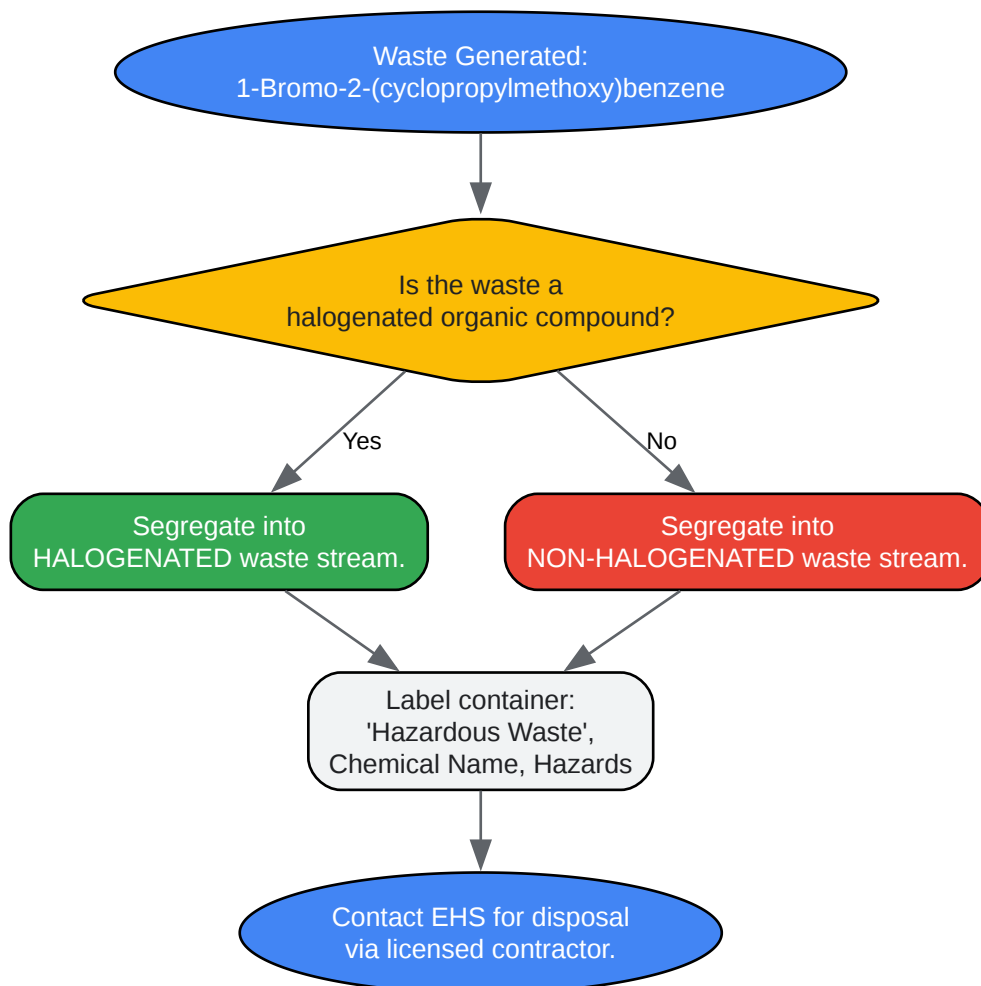 Waste Generated:
1-Bromo-2-(cyclopropylmethoxy)benzene
Is the waste a
halogenated organic compound?
Yes
No
Segregate into
HALOGENATED waste stream.
Segregate into
NON-HALOGENATED waste stream.
Label container:
'Hazardous Waste',
Chemical Name, Hazards
Contact EHS for disposal
via licensed contractor.